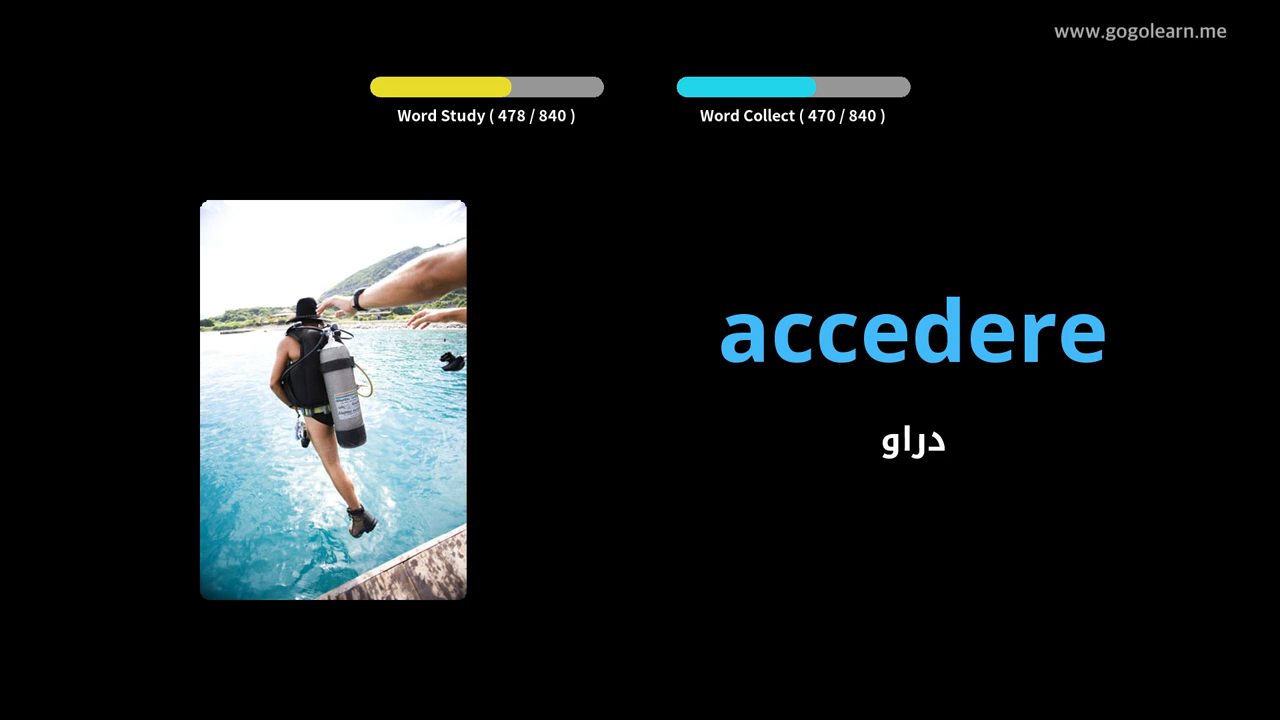 www.gogolearn.me
Word Study ( 478 / 840 )
Word Collect ( 470 / 840 )
accedere
دراو